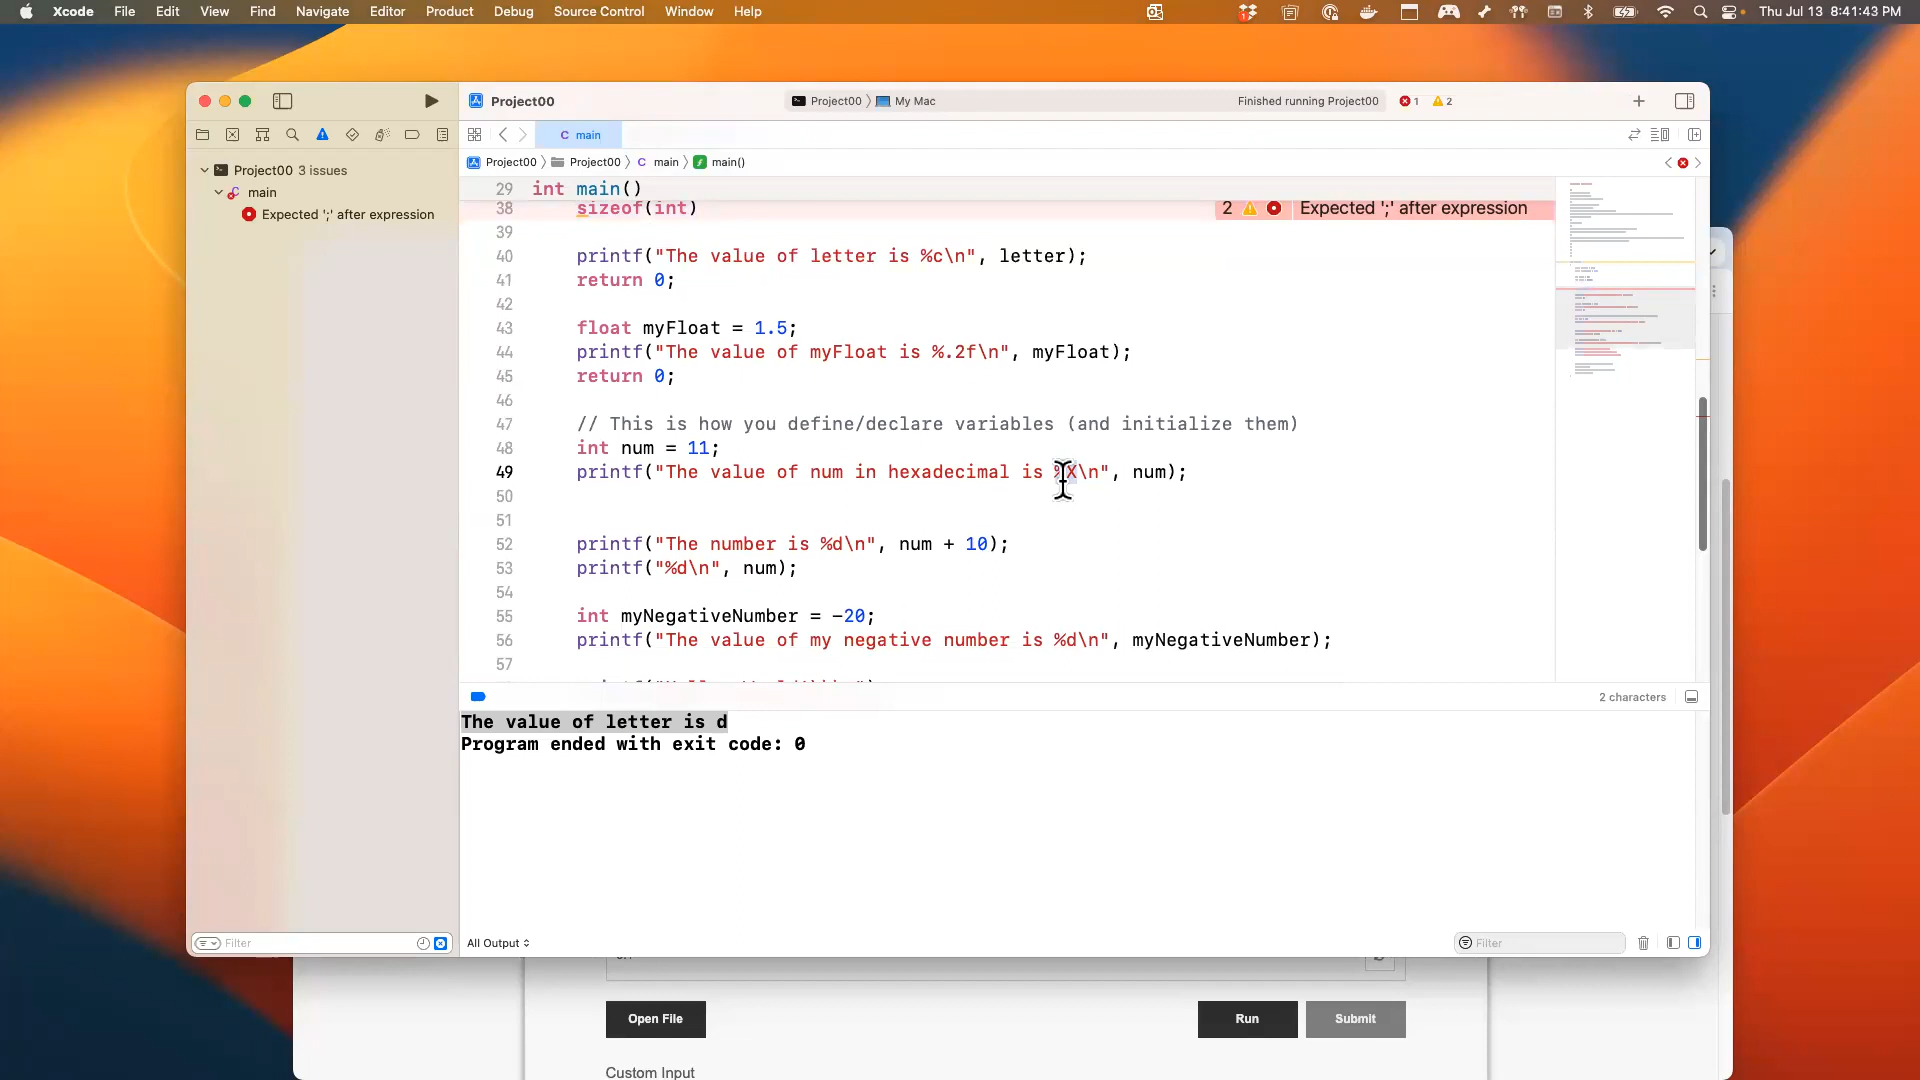 Xcode File Edit View Find Navigate Editor Product Debug Source Control Window Help Thu Jul 13 8:41:43 PM
Project00 Project00 My Mac Finished running Project00 1 2
main
Project00 Project00 main main()
Project00 3 issues
main
Expected ';' after expression
29 int main()
38 sizeof(int) 2 Expected ';' after expression
39
40 printf("The value of letter is %c\n", letter);
41 return 0;
42
43 float myFloat = 1.5;
44 printf("The value of myFloat is %.2f\n", myFloat);
45 return 0;
46
47 // This is how you define/declare variables (and initialize them)
48 int num = 11;
49 printf("The value of num in hexadecimal is %X\n", num);
50
51
52 printf("The number is %d\n", num + 10);
53 printf("%d\n", num);
54
55 int myNegativeNumber = -20;
56 printf("The value of my negative number is %d\n", myNegativeNumber);
57
2 characters
The value of letter is d
Program ended with exit code: 0
Filter All Output Filter
Open File Run Submit
Custom Input